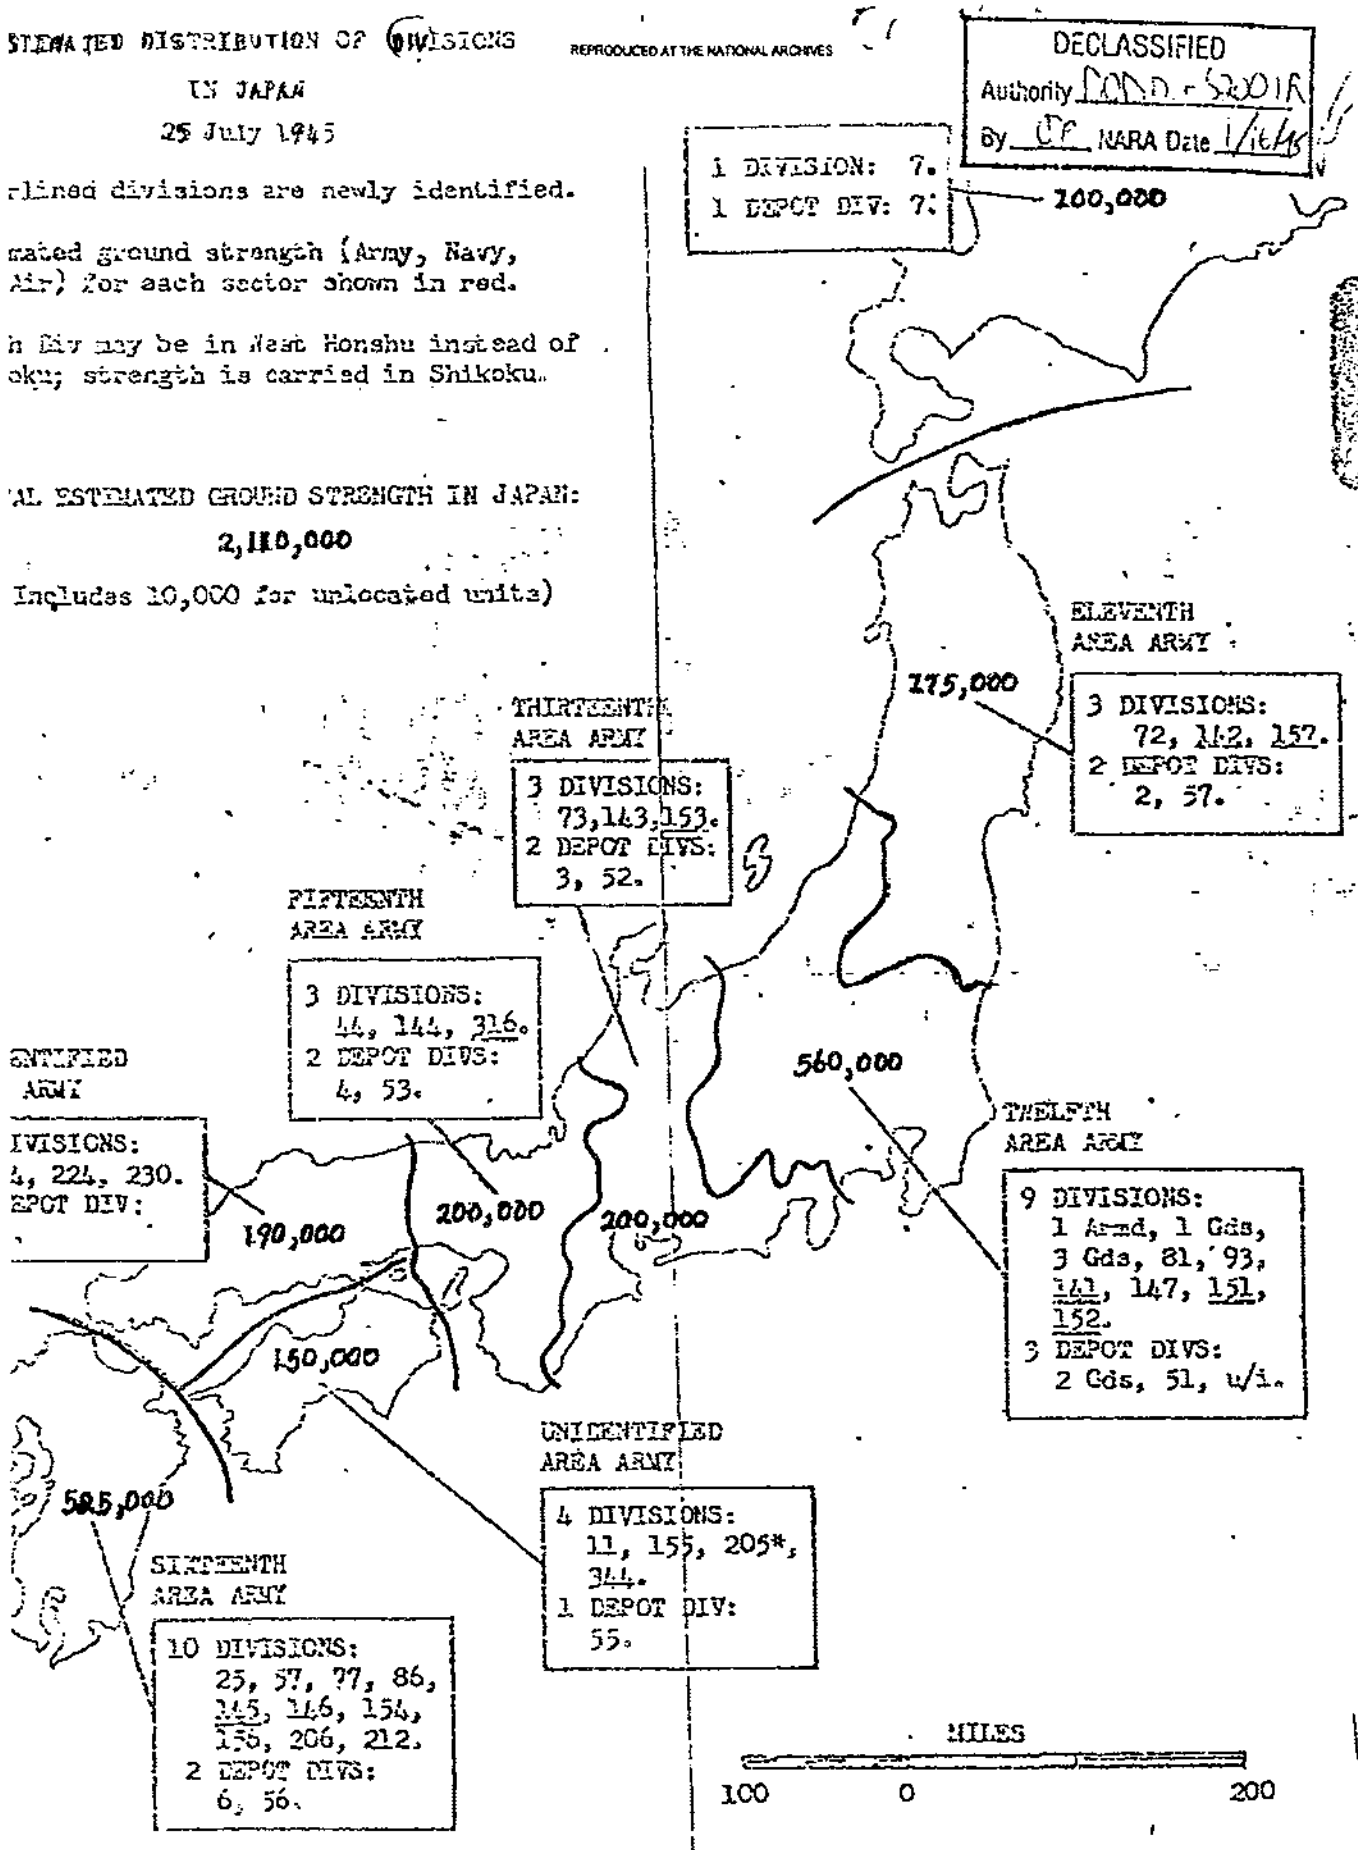 ESTIMATED DISTRIBUTION OF DIVISIONS
IN JAPAN
25 July 1945
REPRODUCED AT THE NATIONAL ARCHIVES
DECLASSIFIED
Authority
By NARA Date
rlined divisions are newly identified.
mated ground strength (Army, Navy,
Air) for each sector shown in red.
h Div may be in West Honshu instead of
oku; strength is carried in Shikoku.
AL ESTIMATED GROUND STRENGTH IN JAPAN:
2,110,000
Includes 10,000 for unlocated units)
1 DIVISION: 7.
1 DEPOT DIV: 7.
100,000
ELEVENTH
AREA ARMY
175,000
3 DIVISIONS:
72, 142, 157.
2 DEPOT DIVS:
2, 57.
THIRTEENTH
AREA ARMY
3 DIVISIONS:
73,143,153.
2 DEPOT DIVS:
3, 52.
200,000
FIFTEENTH
AREA ARMY
3 DIVISIONS:
44, 144, 316.
2 DEPOT DIVS:
4, 53.
200,000
ENTIFIED
ARMY
IVISIONS:
4, 224, 230.
EPOT DIV:
190,000
560,000
TWELFTH
AREA ARMY
9 DIVISIONS:
1 Armd, 1 Gds,
3 Gds, 81, 93,
141, 147, 151,
152.
3 DEPOT DIVS:
2 Gds, 51, u/i.
150,000
UNIDENTIFIED
AREA ARMY
4 DIVISIONS:
11, 155, 205*,
344.
1 DEPOT DIV:
55.
525,000
SIXTEENTH
AREA ARMY
10 DIVISIONS:
25, 57, 77, 86,
145, 146, 154,
156, 206, 212.
2 DEPOT DIVS:
6, 56.
MILES
100 0 200